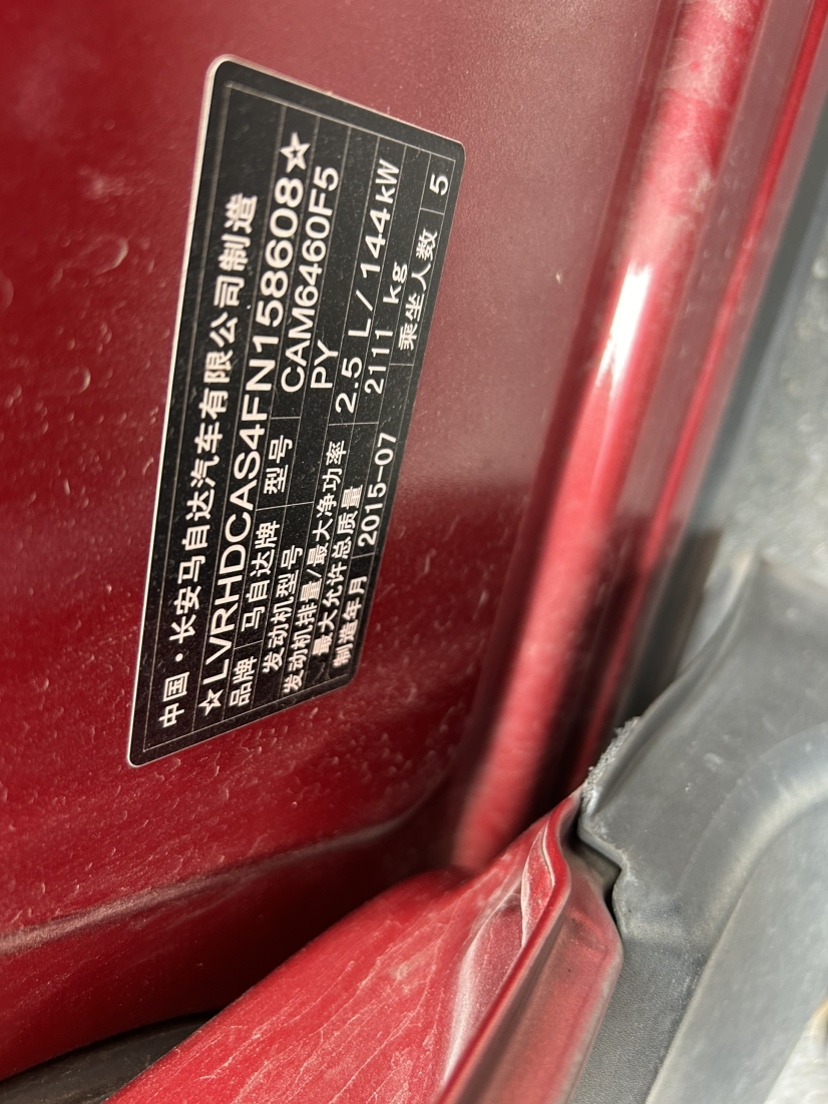 中国·长安马自达汽车有限公司制造
☆LVRHDCAS4FN158608☆
品牌 马自达牌 型号 CAM6460F5
发动机型号 PY
发动机排量/最大净功率 2.5 L/144kW
最大允许总质量 2111 kg
制造年月 2015-07 乘坐人数 5